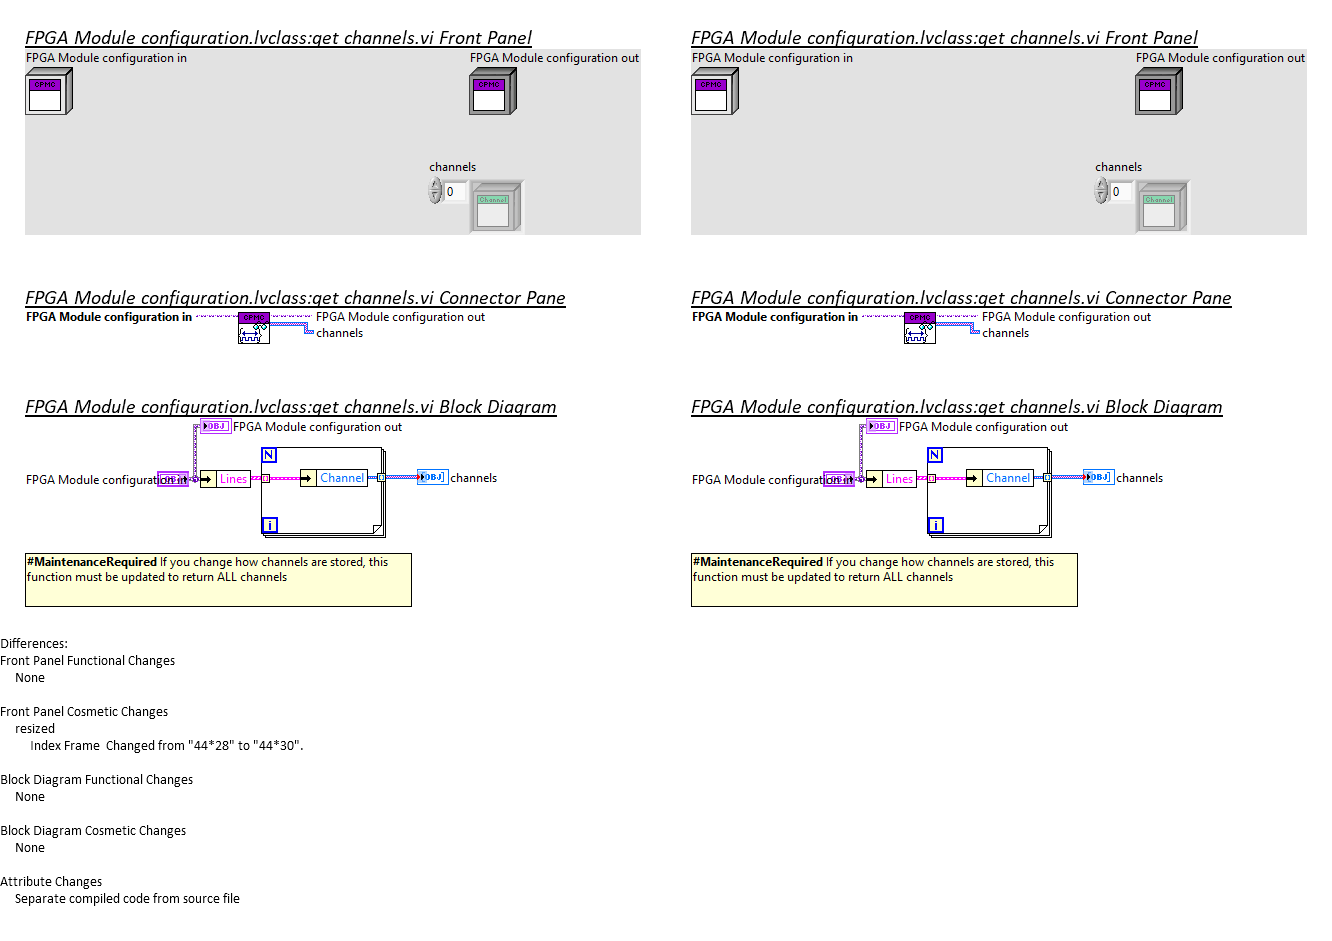 FPGA Module configuration.lvclass:get channels.vi Front Panel
FPGA Module configuration in
FPGA Module configuration out
CPMC
CPMC
channels
0
Channel
FPGA Module configuration.lvclass:get channels.vi Connector Pane
FPGA Module configuration in
CPMC
FPGA Module configuration out
channels
FPGA Module configuration.lvclass:get channels.vi Block Diagram
OBJ
FPGA Module configuration out
N
FPGA Module configuration in
OBJ
Lines
Channel
OBJ
channels
i
#MaintenanceRequired If you change how channels are stored, this
function must be updated to return ALL channels
FPGA Module configuration.lvclass:get channels.vi Front Panel
FPGA Module configuration in
FPGA Module configuration out
CPMC
CPMC
channels
0
Channel
FPGA Module configuration.lvclass:get channels.vi Connector Pane
FPGA Module configuration in
CPMC
FPGA Module configuration out
channels
FPGA Module configuration.lvclass:get channels.vi Block Diagram
OBJ
FPGA Module configuration out
N
FPGA Module configuration in
OBJ
Lines
Channel
OBJ
channels
i
#MaintenanceRequired If you change how channels are stored, this
function must be updated to return ALL channels
Differences:
Front Panel Functional Changes
None
Front Panel Cosmetic Changes
resized
Index Frame  Changed from "44*28" to "44*30".
Block Diagram Functional Changes
None
Block Diagram Cosmetic Changes
None
Attribute Changes
Separate compiled code from source file